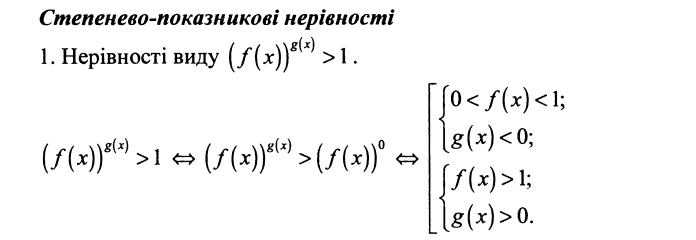 Степенево-показникові нерівності
1. Нерівності виду (f(x))^{g(x)} > 1.
(f(x))^{g(x)} > 1 ⇔ (f(x))^{g(x)} > (f(x))^0 ⇔ [ { 0 < f(x) < 1;
g(x) < 0;
{ f(x) > 1;
g(x) > 0.